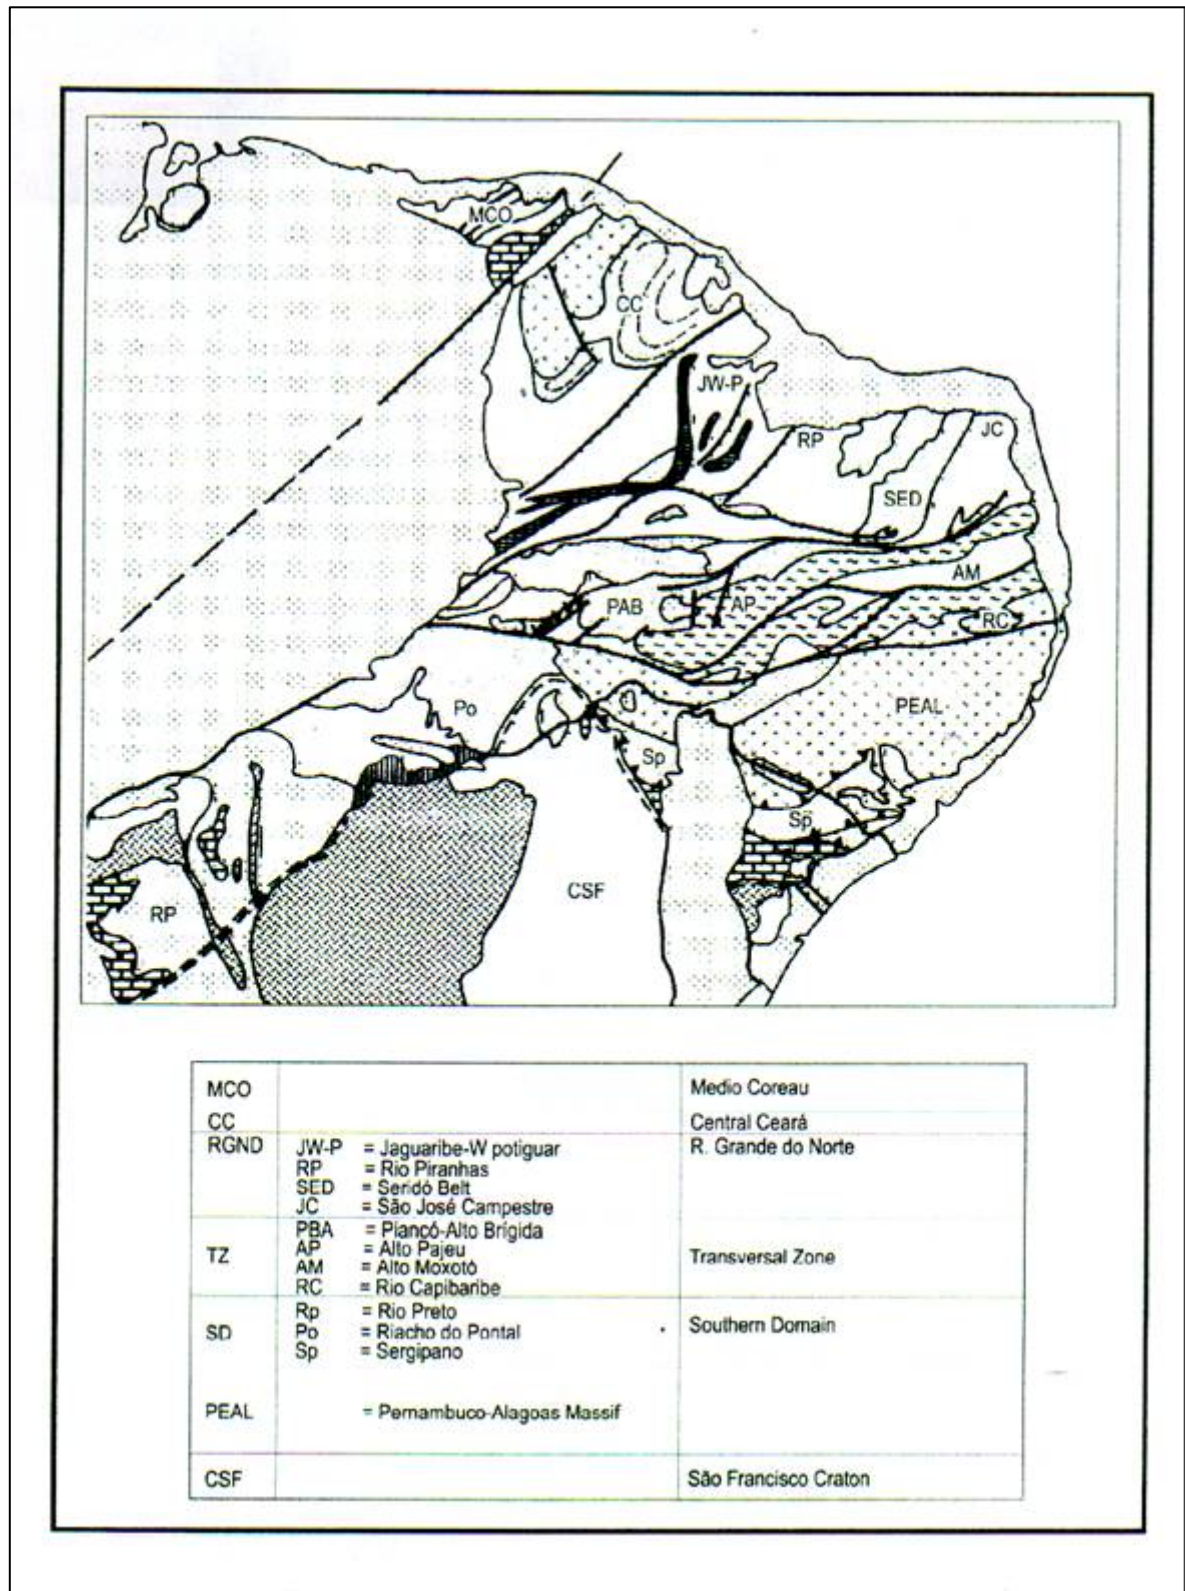 MCO
CC
JW-P
RP
JC
SED
AM
PAB
AP
RC
PEAL
Po
Sp
Sp
CSF
RP
MCO Medio Coreau
CC Central Ceará
RGND JW-P = Jaguaribe-W potiguar R. Grande do Norte
RP = Rio Piranhas
SED = Seridó Belt
JC = São José Campestre
PBA = Piancó-Alto Brígida
TZ AP = Alto Pajeu Transversal Zone
AM = Alto Moxotó
RC = Rio Capibaribe
Rp = Rio Preto
SD Po = Riacho do Pontal Southern Domain
Sp = Sergipano
PEAL = Pernambuco-Alagoas Massif
CSF São Francisco Craton